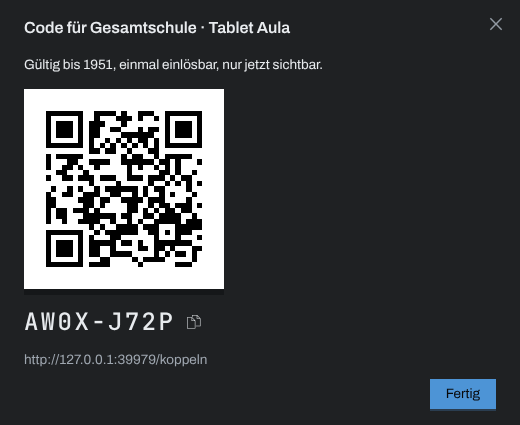 Code für Gesamtschule · Tablet Aula
Gültig bis 1951, einmal einlösbar, nur jetzt sichtbar.
AW0X-J72P
http://127.0.0.1:39979/koppeln
Fertig